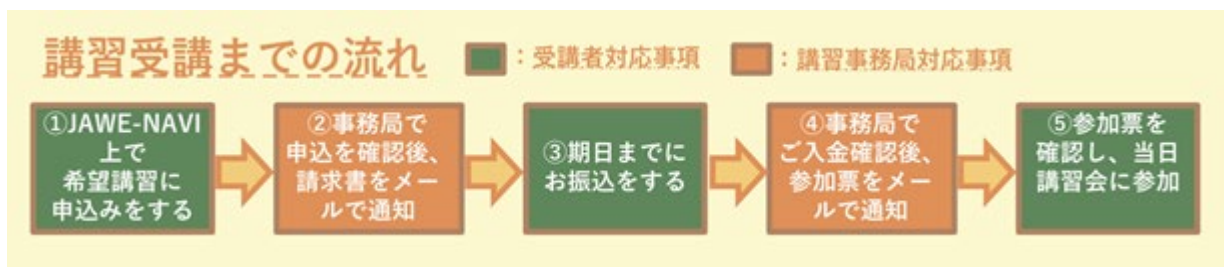 講習受講までの流れ
：受講者対応事項
：講習事務局対応事項
①JAWE-NAVI
上で
希望講習に
申込みをする
②事務局で
申込を確認後、
請求書をメー
ルで通知
③期日までに
お振込をする
④事務局で
ご入金確認後、
参加票をメー
ルで通知
⑤参加票を
確認し、当日
講習会に参加